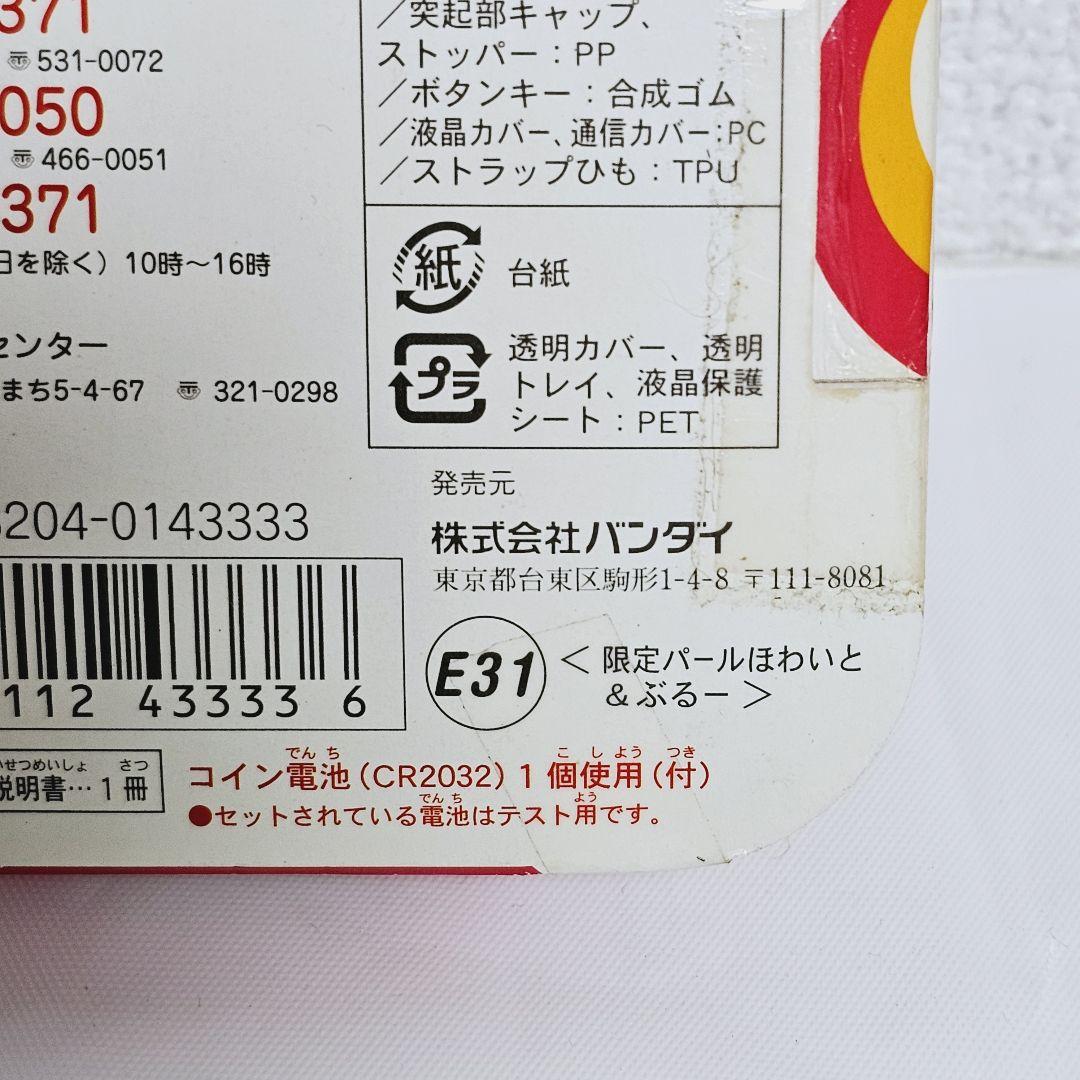 371
〒531-0072
050
〒466-0051
371
日を除く）10時～16時
センター
まち5-4-67 〒321-0298
／突起部キャップ、
ストッパー：PP
／ボタンキー：合成ゴム
／液晶カバー、通信カバー：PC
／ストラップひも：TPU
紙 台紙
プラ 透明カバー、透明
トレイ、液晶保護
シート：PET
発売元
株式会社バンダイ
東京都台東区駒形1-4-8 〒111-8081
204-0143333
112 43333 6
E31 ＜限定パールほわいと
＆ぶるー＞
せつめいしょ さつ
説明書…1冊
でんち こしよう つき
コイン電池（CR2032）1個使用（付）
でんち よう
●セットされている電池はテスト用です。